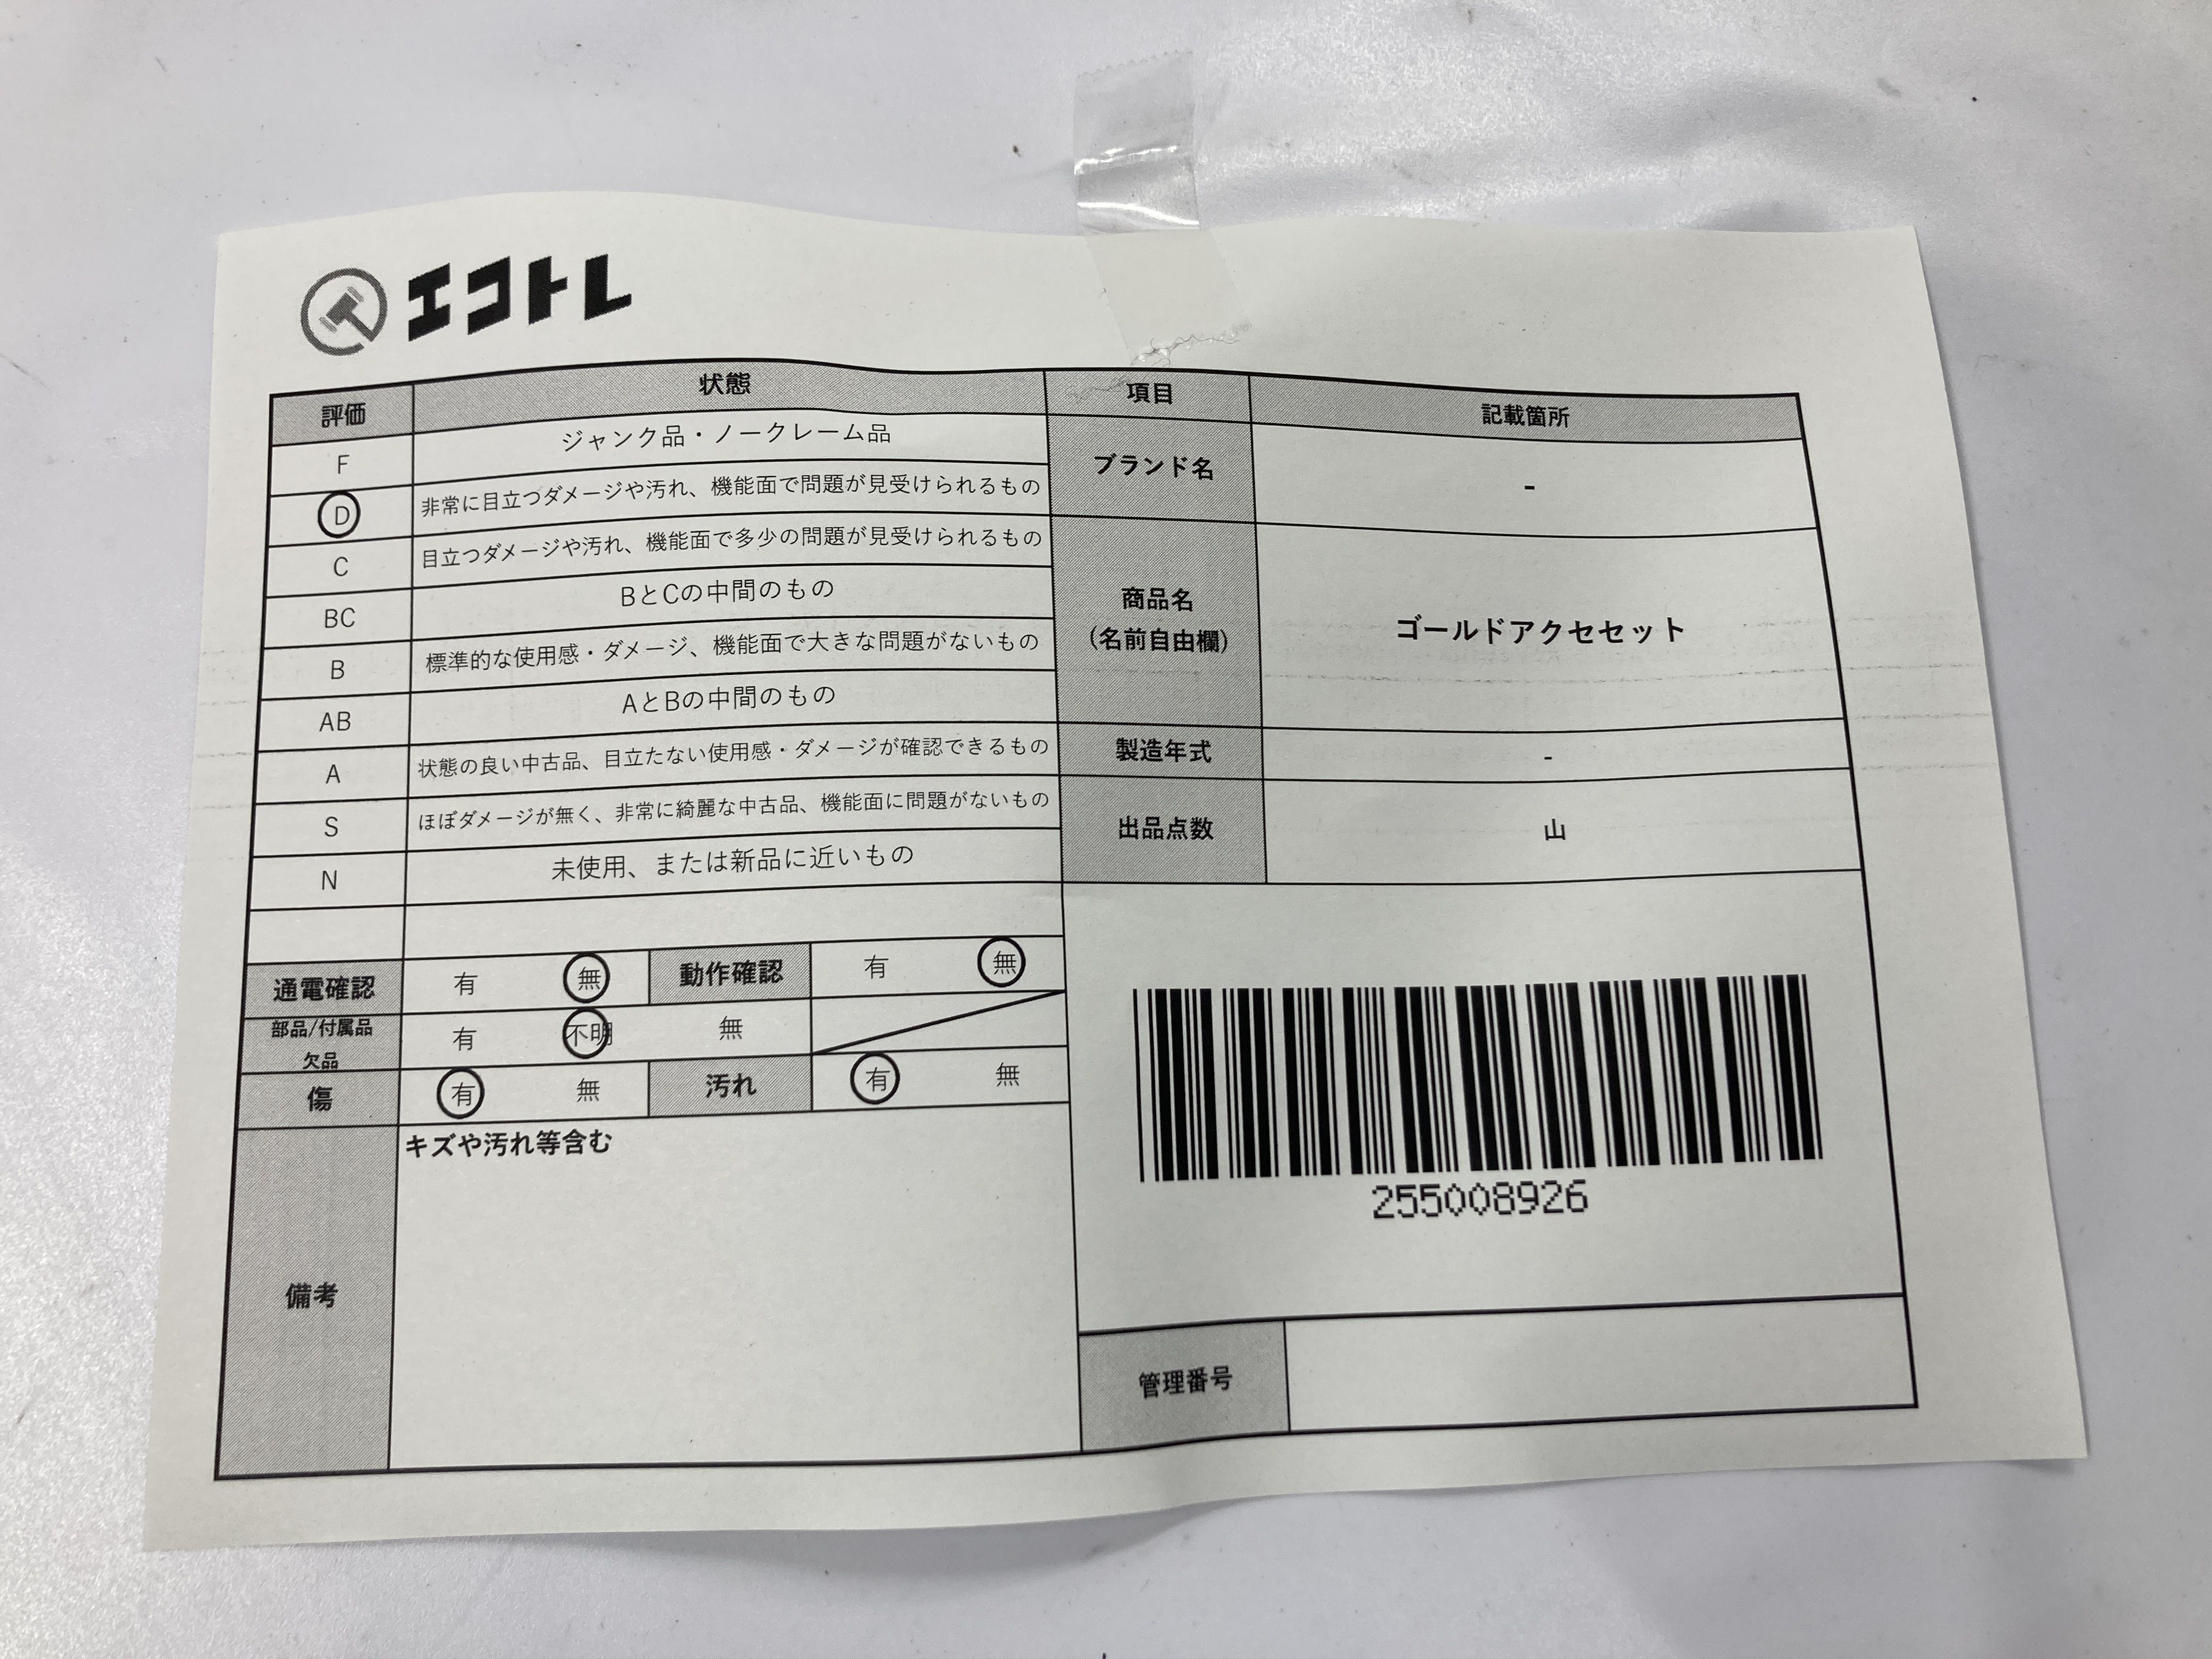 エコトレ
評価 状態 項目 記載箇所
F ジャンク品・ノークレーム品
D 非常に目立つダメージや汚れ、機能面で問題が見受けられるもの
ブランド名 -
C 目立つダメージや汚れ、機能面で多少の問題が見受けられるもの
BC BとCの中間のもの
商品名
(名前自由欄)
ゴールドアクセセット
B 標準的な使用感・ダメージ、機能面で大きな問題がないもの
AB AとBの中間のもの
A 状態の良い中古品、目立たない使用感・ダメージが確認できるもの
製造年式 -
S ほぼダメージが無く、非常に綺麗な中古品、機能面に問題がないもの
出品点数 山
N 未使用、または新品に近いもの
通電確認 有 無 動作確認 有 無
部品/付属品
欠品
有 不明 無
傷 有 無 汚れ 有 無
備考
キズや汚れ等含む
255008926
管理番号